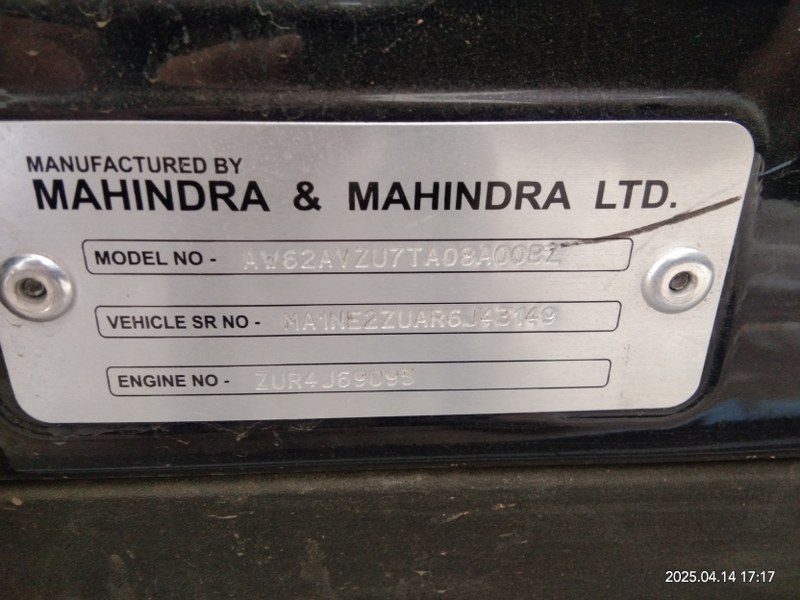 MANUFACTURED BY
MAHINDRA & MAHINDRA LTD.
MODEL NO - AW62AVZU7TA08A00BZ
VEHICLE SR NO - MA1NE2ZUAR6J43149
ENGINE NO - ZUR4J69095
2025.04.14 17:17